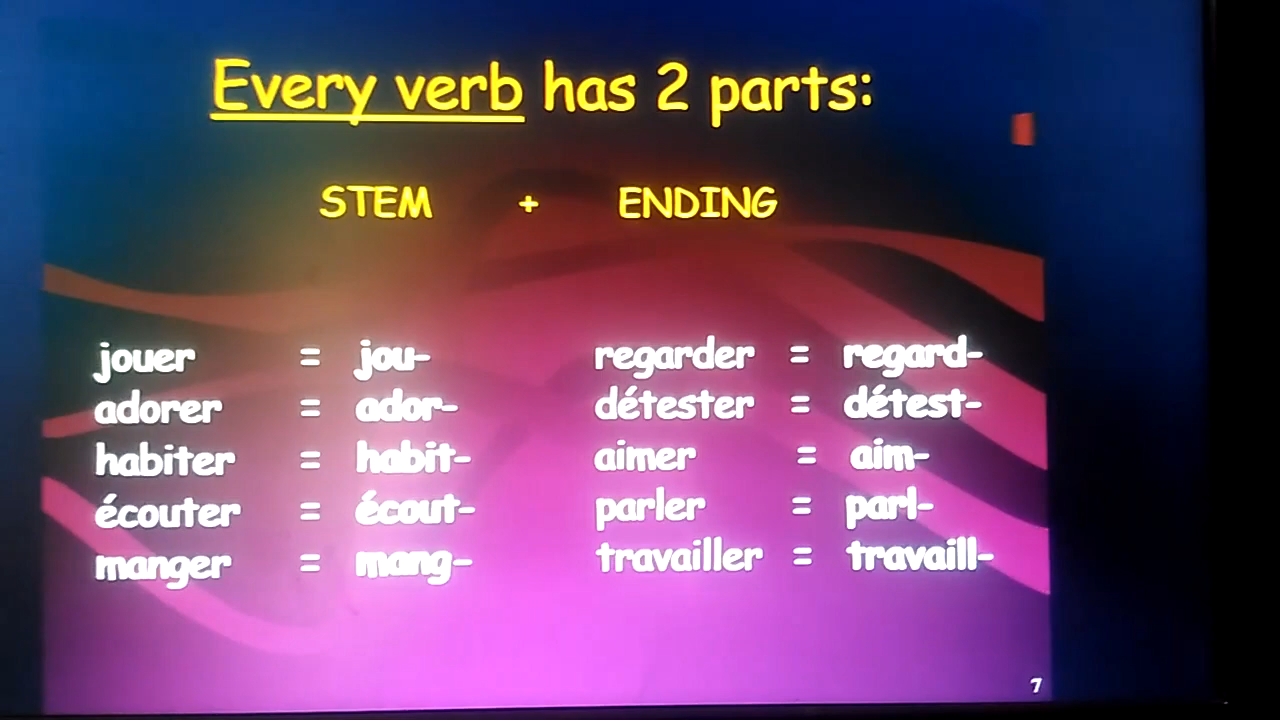 Every verb has 2 parts:
STEM + ENDING
jouer = jou- regarder = regard-
adorer = ador- détester = détest-
habiter = habit- aimer = aim-
écouter = écout- parler = parl-
manger = mang- travailler = travaill-
7